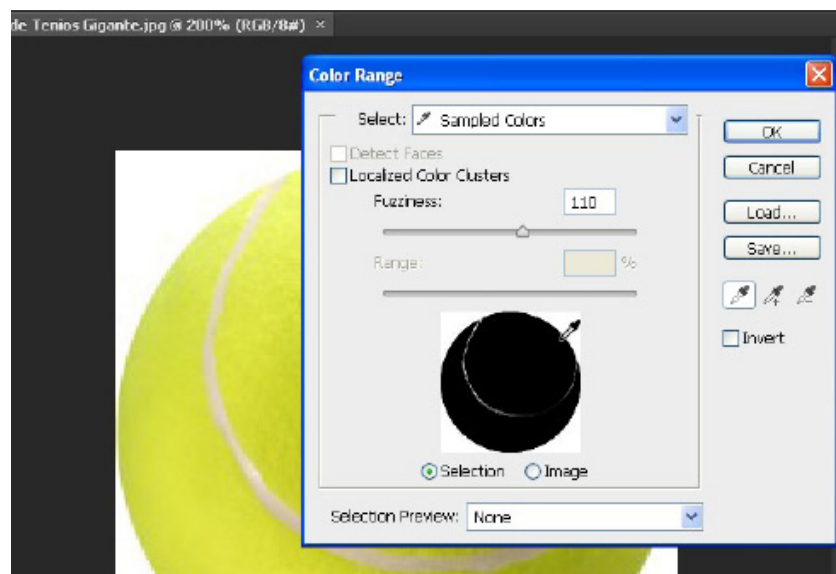 de Tenios Gigante.jpg @ 200% (RGB/8#) ×
Color Range
Select: Sampled Colors
OK
Detect Faces
Cancel
Localized Color Clusters
Fuzziness: 110
Load...
Save...
Range: %
Invert
Selection Image
Selection Preview: None